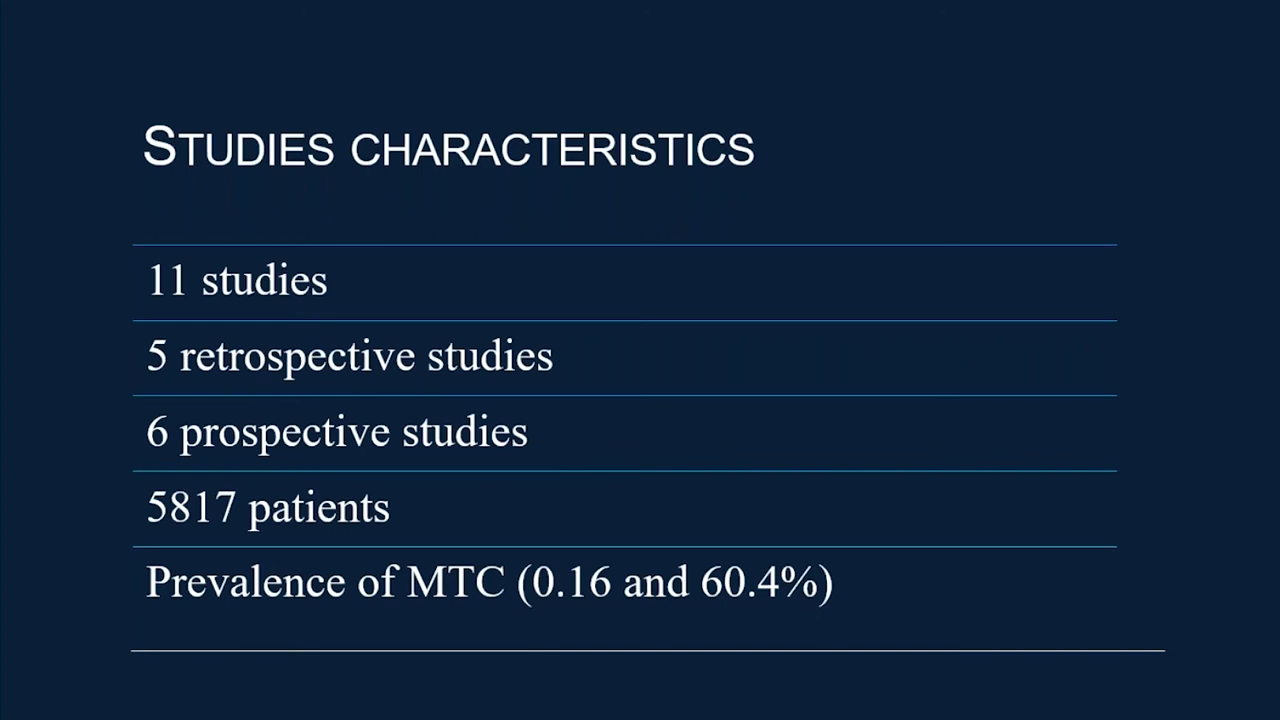 STUDIES CHARACTERISTICS
11 studies
5 retrospective studies
6 prospective studies
5817 patients
Prevalence of MTC (0.16 and 60.4%)